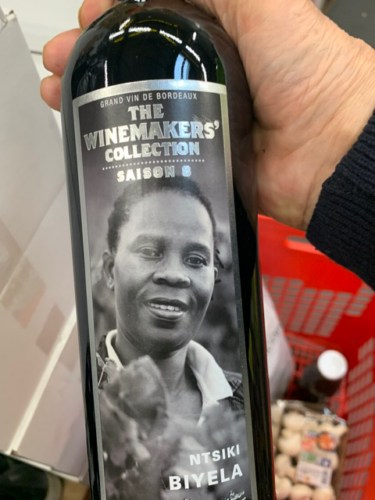 GRAND VIN DE BORDEAUX
THE
WINEMAKERS'
COLLECTION
SAISON 8
NTSIKI
BIYELA